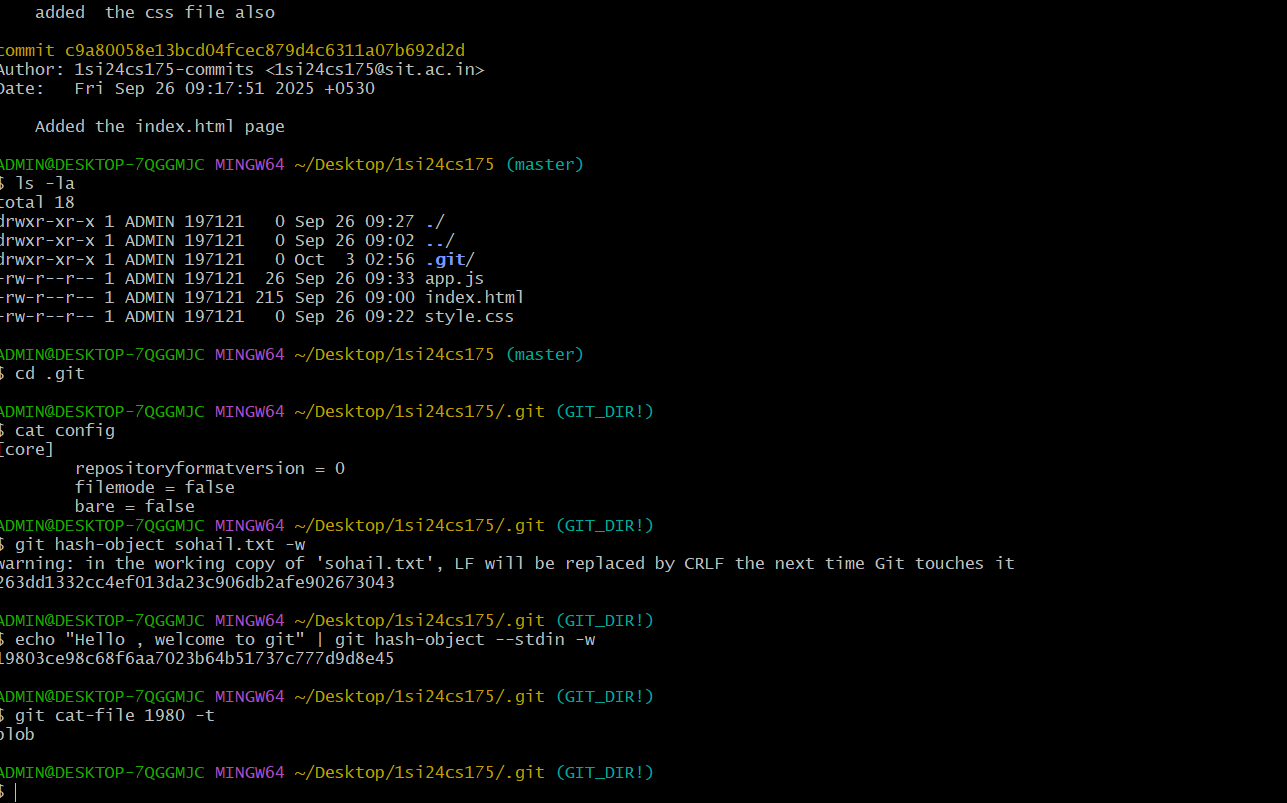 added  the css file also
commit c9a80058e13bcd04fcec879d4c6311a07b692d2d
Author: 1si24cs175-commits <1si24cs175@sit.ac.in>
Date:   Fri Sep 26 09:17:51 2025 +0530
Added the index.html page
ADMIN@DESKTOP-7QGGMJC MINGW64 ~/Desktop/1si24cs175 (master)
$ ls -la
total 18
drwxr-xr-x 1 ADMIN 197121   0 Sep 26 09:27 ./
drwxr-xr-x 1 ADMIN 197121   0 Sep 26 09:02 ../
drwxr-xr-x 1 ADMIN 197121   0 Oct  3 02:56 .git/
-rw-r--r-- 1 ADMIN 197121  26 Sep 26 09:33 app.js
-rw-r--r-- 1 ADMIN 197121 215 Sep 26 09:00 index.html
-rw-r--r-- 1 ADMIN 197121   0 Sep 26 09:22 style.css
ADMIN@DESKTOP-7QGGMJC MINGW64 ~/Desktop/1si24cs175 (master)
$ cd .git
ADMIN@DESKTOP-7QGGMJC MINGW64 ~/Desktop/1si24cs175/.git (GIT_DIR!)
$ cat config
[core]
repositoryformatversion = 0
filemode = false
bare = false
ADMIN@DESKTOP-7QGGMJC MINGW64 ~/Desktop/1si24cs175/.git (GIT_DIR!)
$ git hash-object sohail.txt -w
warning: in the working copy of 'sohail.txt', LF will be replaced by CRLF the next time Git touches it
263dd1332cc4ef013da23c906db2afe902673043
ADMIN@DESKTOP-7QGGMJC MINGW64 ~/Desktop/1si24cs175/.git (GIT_DIR!)
$ echo "Hello , welcome to git" | git hash-object --stdin -w
19803ce98c68f6aa7023b64b51737c777d9d8e45
ADMIN@DESKTOP-7QGGMJC MINGW64 ~/Desktop/1si24cs175/.git (GIT_DIR!)
$ git cat-file 1980 -t
blob
ADMIN@DESKTOP-7QGGMJC MINGW64 ~/Desktop/1si24cs175/.git (GIT_DIR!)
$